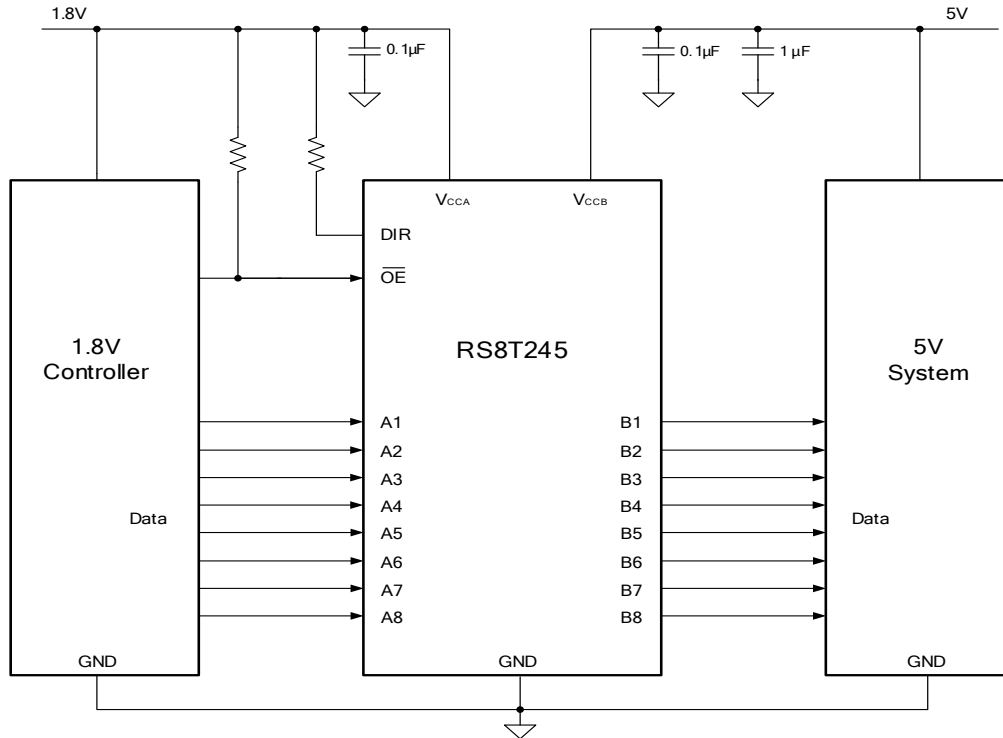 1.8V
5V
0.1µF
0.1µF
1µF
VCCA
VCCB
DIR
OE
1.8V
Controller
RS8T245
5V
System
A1
B1
A2
B2
A3
B3
A4
B4
Data
Data
A5
B5
A6
B6
A7
B7
A8
B8
GND
GND
GND